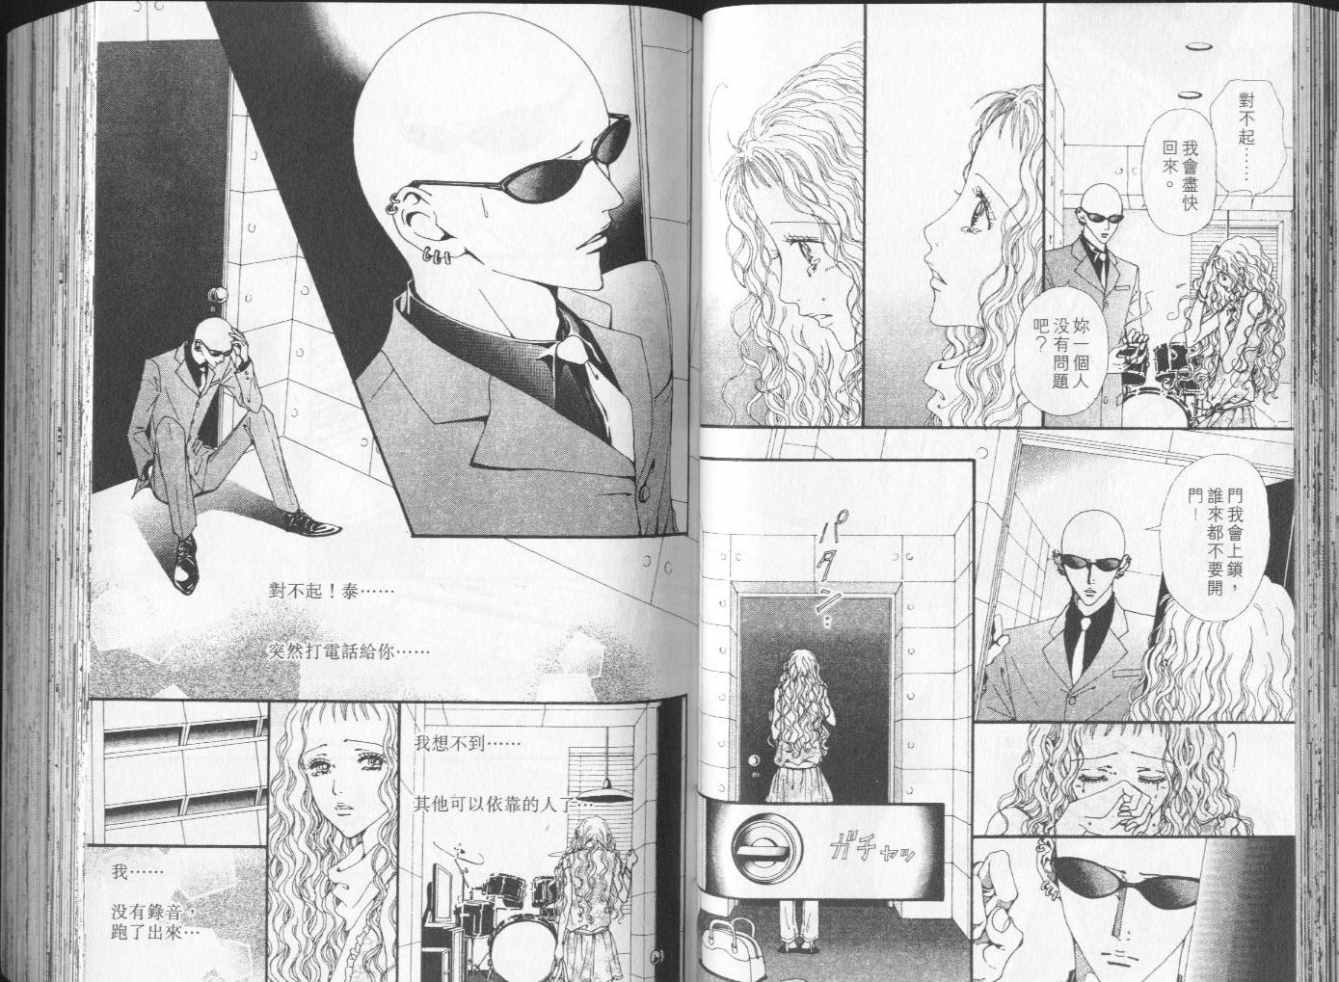 對不起……
我會盡快
回來。
妳一個人
没有問題
吧？
門我會上鎖，
誰來都不要開
門！
パタン…
ガチャッ
對不起！泰……
突然打電話給你……
我想不到……
其他可以依靠的人了…
我……
没有錄音，
跑了出來…